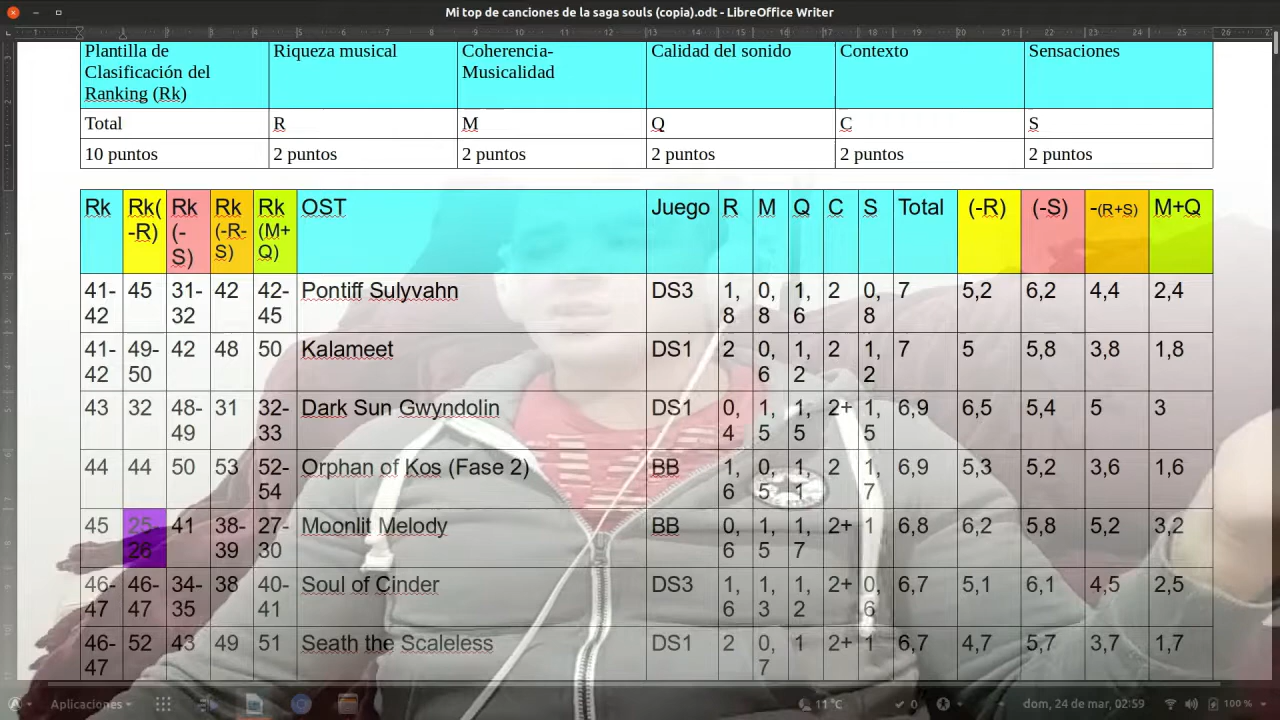 Mi top de canciones de la saga souls (copia).odt - LibreOffice Writer
Plantilla de Clasificación del Ranking (Rk) Riqueza musical Coherencia-Musicalidad Calidad del sonido Contexto Sensaciones
Total R M Q C S
10 puntos 2 puntos 2 puntos 2 puntos 2 puntos 2 puntos
Rk Rk(-R) Rk (-S) Rk (-R-S) Rk (M+Q) OST Juego R M Q C S Total (-R) (-S) -(R+S) M+Q
41-42 45 31-32 42 42-45 Pontiff Sulyvahn DS3 1,8 0,8 1,6 2 0,8 7 5,2 6,2 4,4 2,4
41-42 49-50 42 48 50 Kalameet DS1 2 0,6 1,2 2 1,2 7 5 5,8 3,8 1,8
43 32 48-49 31 32-33 Dark Sun Gwyndolin DS1 0,4 1,5 1,5 2+ 1,5 6,9 6,5 5,4 5 3
44 44 50 53 52-54 Orphan of Kos (Fase 2) BB 1,6 0,5 1,1 2 1,7 6,9 5,3 5,2 3,6 1,6
45 25-26 41 38-39 27-30 Moonlit Melody BB 0,6 1,5 1,7 2+ 1 6,8 6,2 5,8 5,2 3,2
46-47 46-47 34-35 38 40-41 Soul of Cinder DS3 1,6 1,3 1,2 2+ 0,6 6,7 5,1 6,1 4,5 2,5
46-47 52 43 49 51 Seath the Scaleless DS1 2 0,7 1 2+ 1 6,7 4,7 5,7 3,7 1,7
Aplicaciones 11 °C 0 dom, 24 de mar, 02:59 100 %